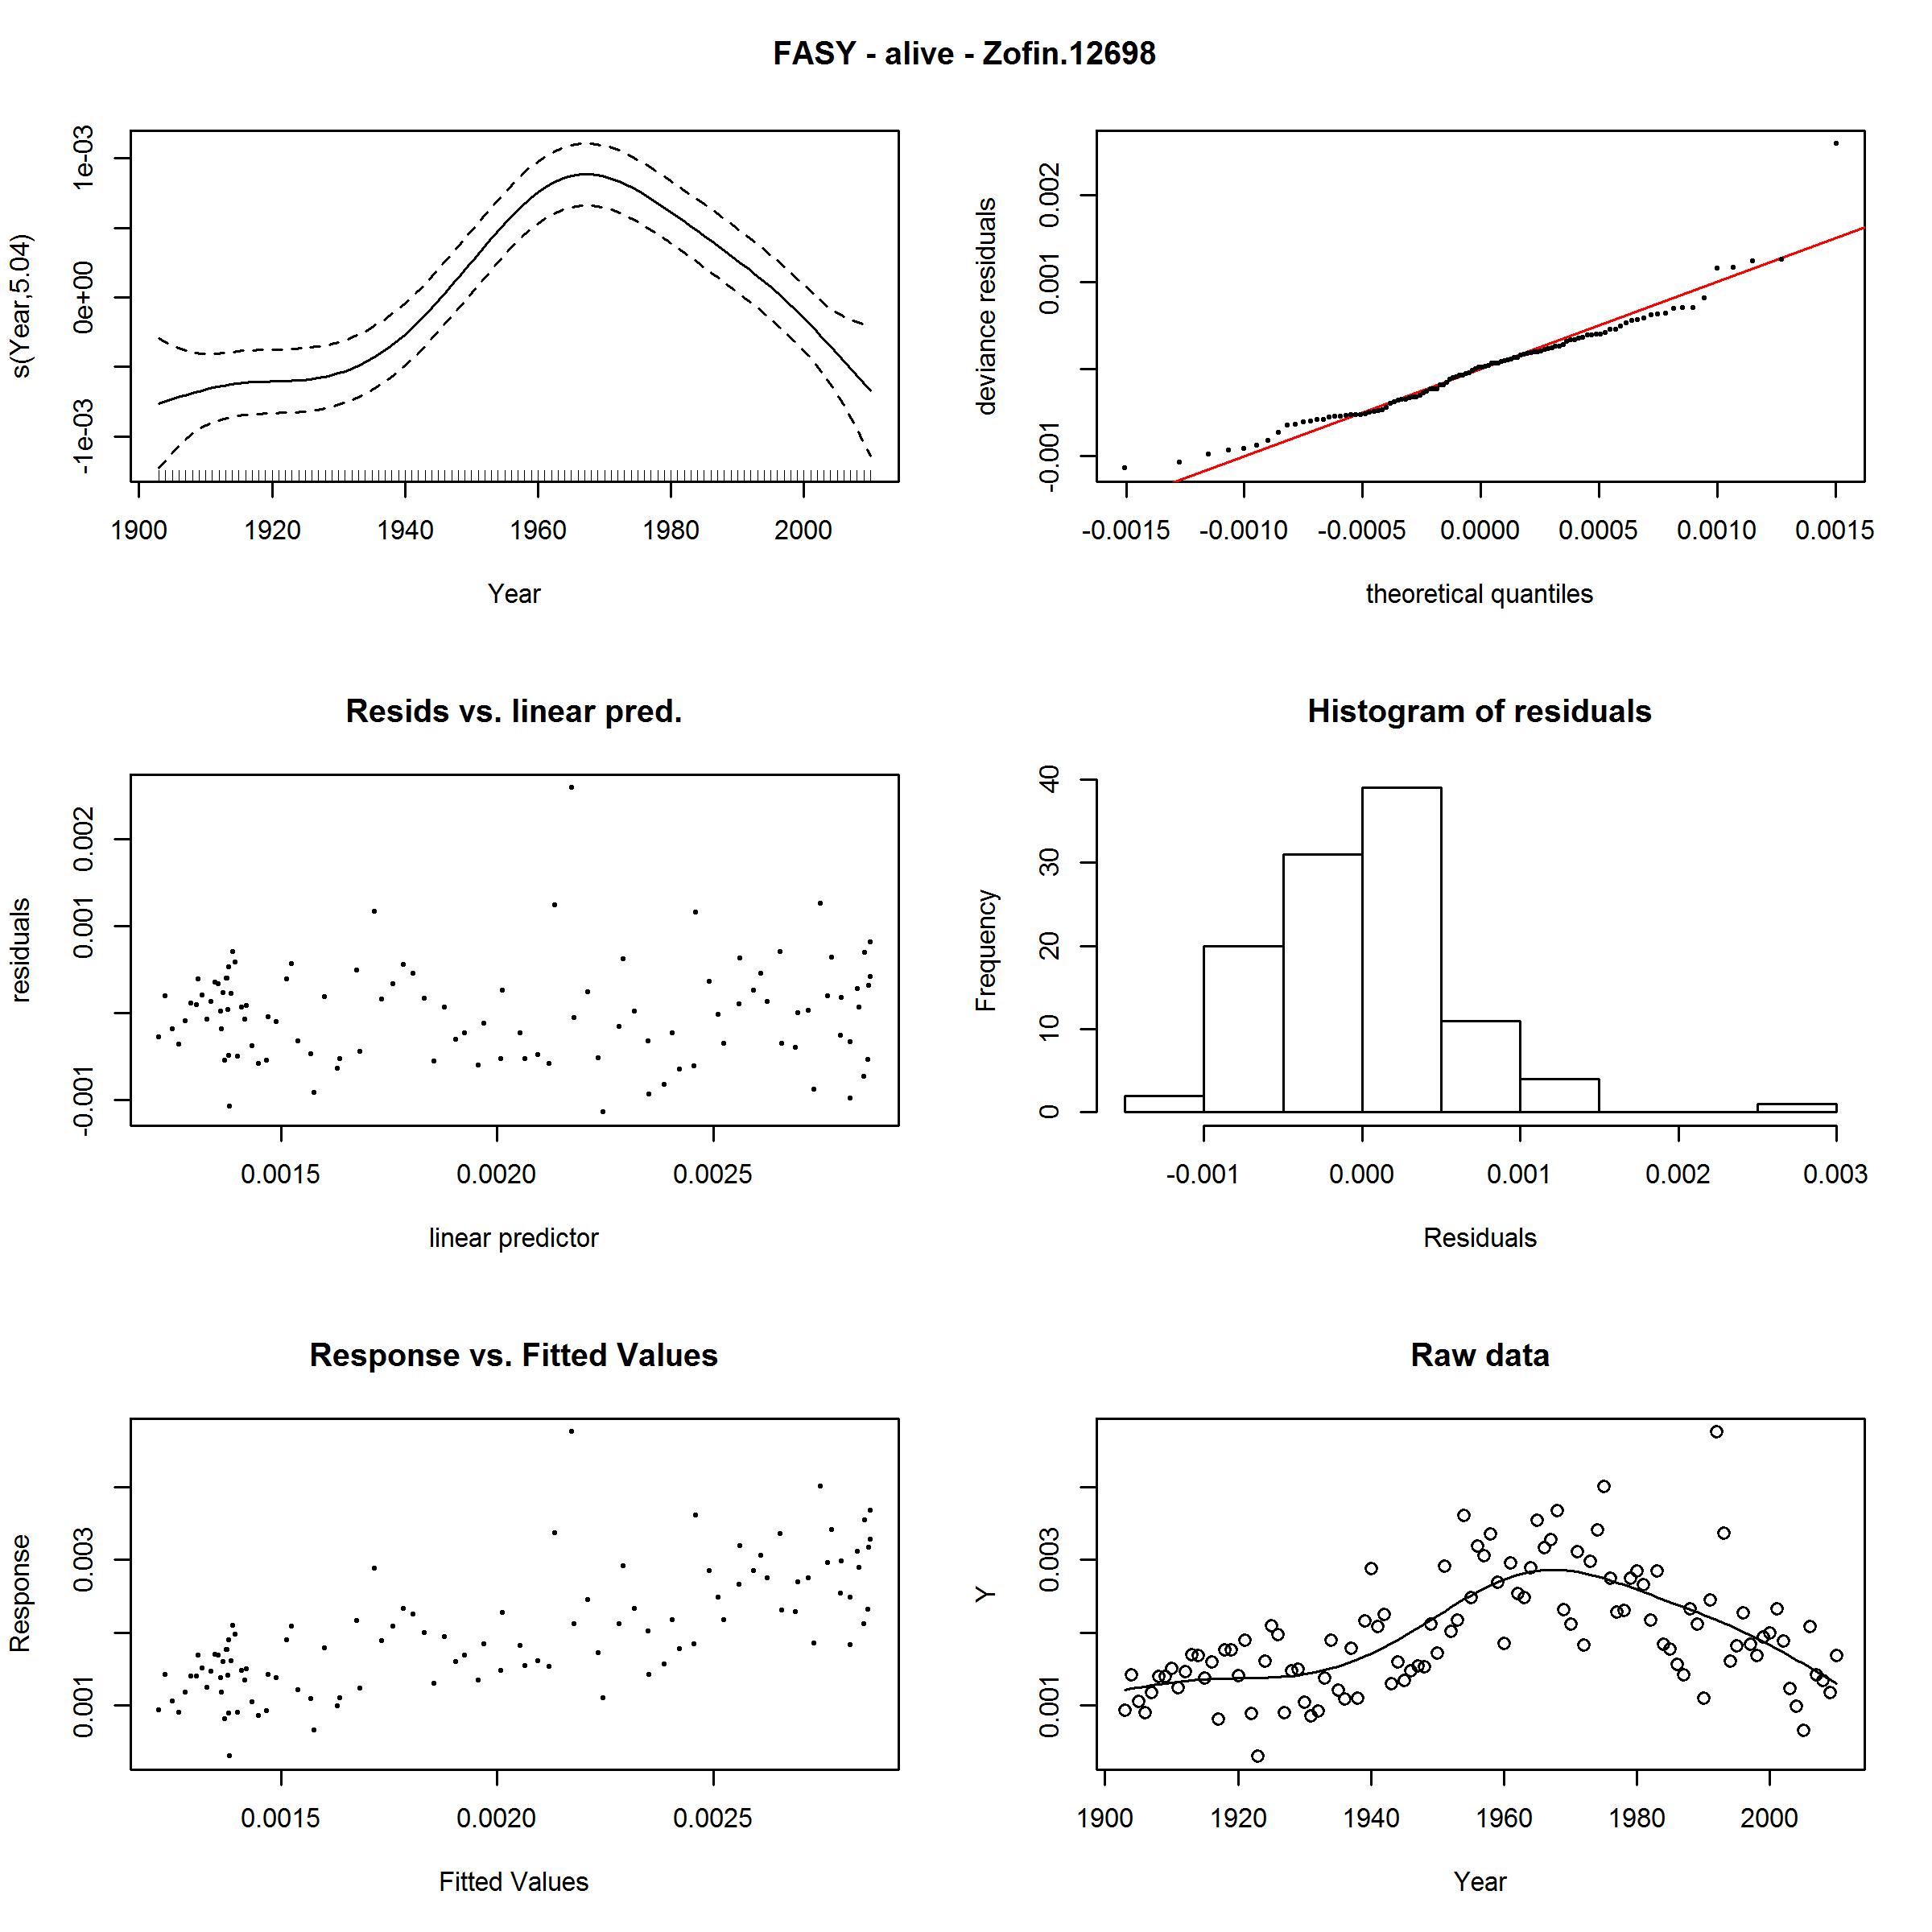 FASY - alive - Zofin.12698
s(Year,5.04)
-1e-03 0e+00 1e-03
1900 1920 1940 1960 1980 2000
Year
deviance residuals
-0.001 0.001 0.002
-0.0015 -0.0010 -0.0005 0.0000 0.0005 0.0010 0.0015
theoretical quantiles
Resids vs. linear pred.
residuals
-0.001 0.001 0.002
0.0015 0.0020 0.0025
linear predictor
Histogram of residuals
Frequency
0 10 20 30 40
-0.001 0.000 0.001 0.002 0.003
Residuals
Response vs. Fitted Values
Response
0.001 0.003
0.0015 0.0020 0.0025
Fitted Values
Raw data
Y
0.001 0.003
1900 1920 1940 1960 1980 2000
Year